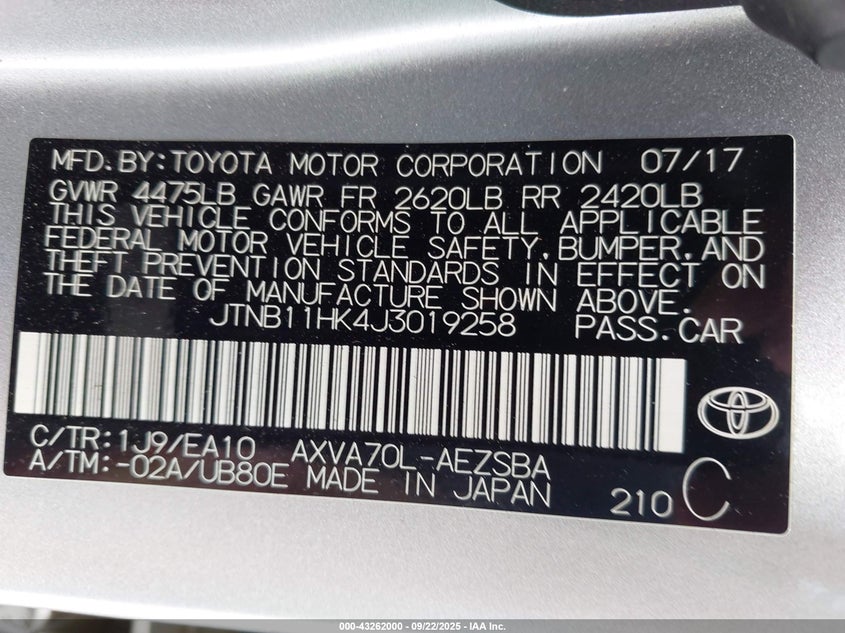 MFD.BY:TOYOTA MOTOR CORPORATION 07/17
GVWR 4475LB GAWR FR 2620LB RR 2420LB
THIS VEHICLE CONFORMS TO ALL APPLICABLE
FEDERAL MOTOR VEHICLE SAFETY,BUMPER,AND
THEFT PREVENTION STANDARDS IN EFFECT ON
THE DATE OF MANUFACTURE SHOWN ABOVE.
JTNB11HK4J3019258 PASS.CAR
C/TR:1J9/EA10 AXVA70L-AEZSBA
A/TM:-02A/UB80E MADE IN JAPAN 210 C
000-43262000 - 09/22/2025 - IAA Inc.